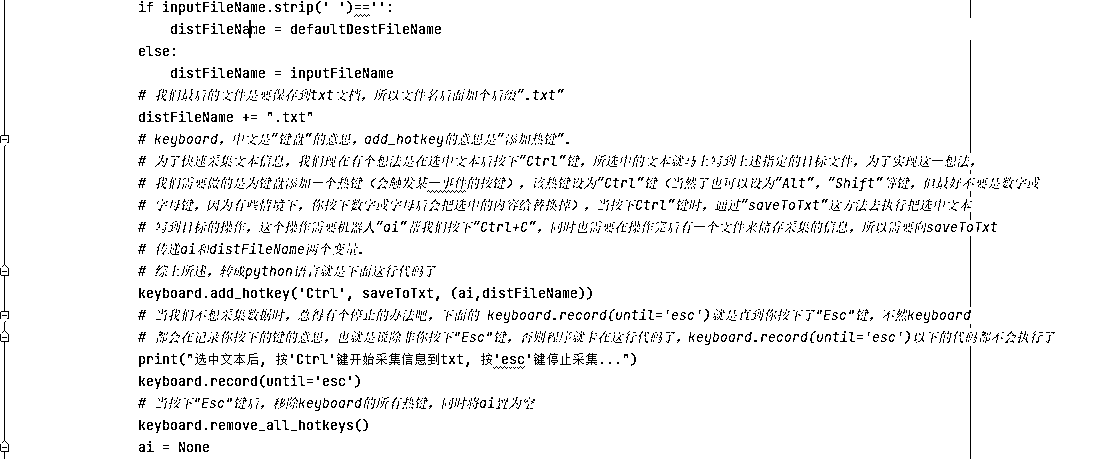 if inputFileName.strip(' ')=='':
distFileName = defaultDestFileName
else:
distFileName = inputFileName
# 我们最后的文件是要保存到txt文档，所以文件名后面加个后缀".txt"
distFileName += ".txt"
# keyboard，中文是"键盘"的意思，add_hotkey的意思是"添加热键"。
# 为了快速采集文本信息，我们现在有个想法是在选中文本后按下"Ctrl"键，所选中的文本就马上写到上述指定的目标文件，为了实现这一想法，
# 我们需要做的是为键盘添加一个热键（会触发某一事件的按键），该热键设为"Ctrl"键（当然了也可以设为"Alt"，"Shift"等键，但最好不要是数字或
# 字母键，因为有些情境下，你按下数字或字母后会把选中的内容给替换掉），当按下Ctrl"键时，通过"saveToTxt"这方法去执行把选中文本
# 写到目标的操作，这个操作需要机器人"ai"帮我们按下"Ctrl+C"，同时也需要在操作完后有一个文件来储存采集的信息，所以需要向saveToTxt
# 传递ai和distFileName两个变量。
# 综上所述，转成python语言就是下面这行代码了
keyboard.add_hotkey('Ctrl', saveToTxt, (ai,distFileName))
# 当我们不想采集数据时，总得有个停止的办法吧，下面的 keyboard.record(until='esc')就是直到你按下了"Esc"键，不然keyboard
# 都会在记录你按下的键的意思，也就是说除非你按下"Esc"键，否则程序就卡在这行代码了，keyboard.record(until='esc')以下的代码都不会执行了
print("选中文本后, 按'Ctrl'键开始采集信息到txt, 按'esc'键停止采集...")
keyboard.record(until='esc')
# 当按下"Esc"键后，移除keyboard的所有热键，同时将ai置为空
keyboard.remove_all_hotkeys()
ai = None